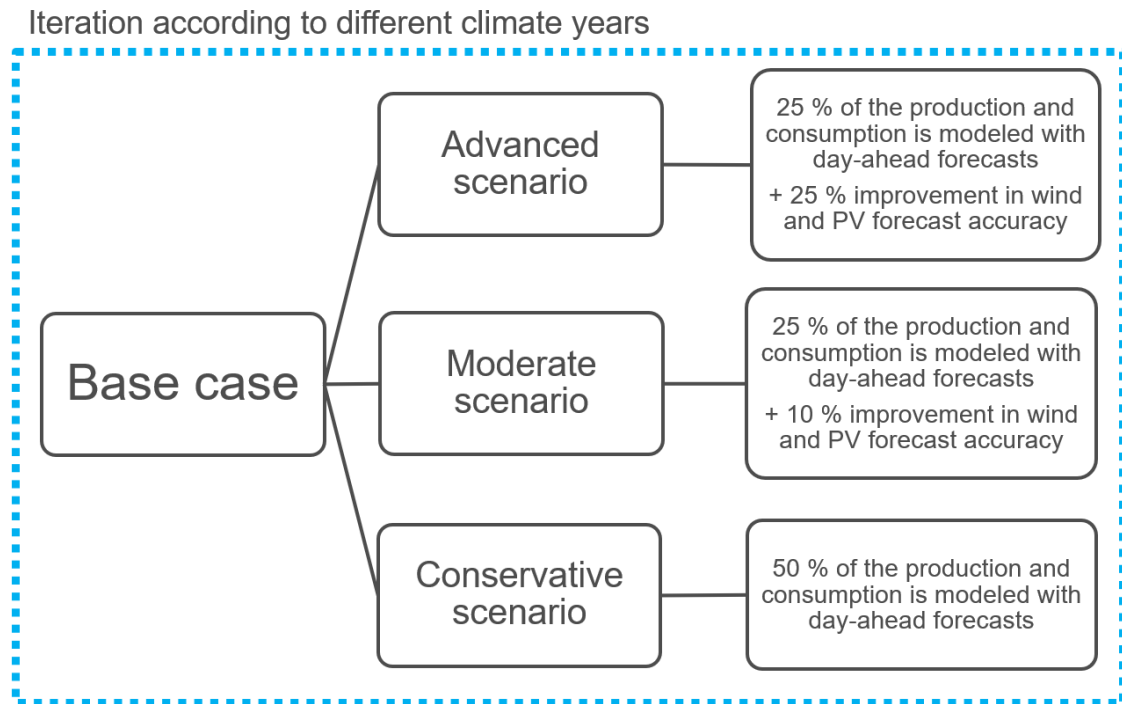 Iteration according to different climate years
Advanced
scenario
25 % of the production and
consumption is modeled with
day-ahead forecasts
+ 25 % improvement in wind
and PV forecast accuracy
Base case
Moderate
scenario
25 % of the production and
consumption is modeled with
day-ahead forecasts
+ 10 % improvement in wind
and PV forecast accuracy
Conservative
scenario
50 % of the production and
consumption is modeled with
day-ahead forecasts